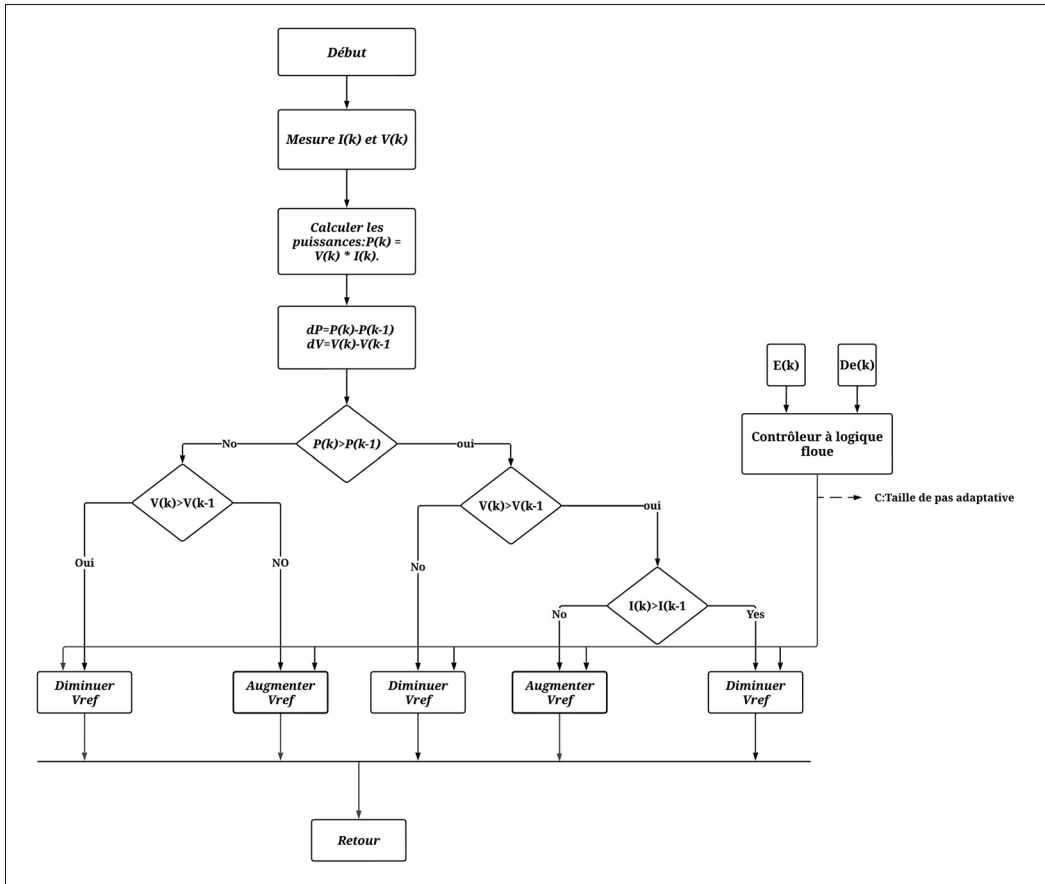 Début
Mesure I(k) et V(k)
Calculer les
puissances:P(k) =
V(k) * I(k).
dP=P(k)-P(k-1)
dV=V(k)-V(k-1
E(k)
De(k)
Contrôleur à logique
floue
P(k)>P(k-1)
No
oui
V(k)>V(k-1
V(k)>V(k-1
oui
C:Taille de pas adaptative
Oui
NO
No
I(k)>I(k-1
No
Yes
Diminuer
Vref
Augmenter
Vref
Diminuer
Vref
Augmenter
Vref
Diminuer
Vref
Retour